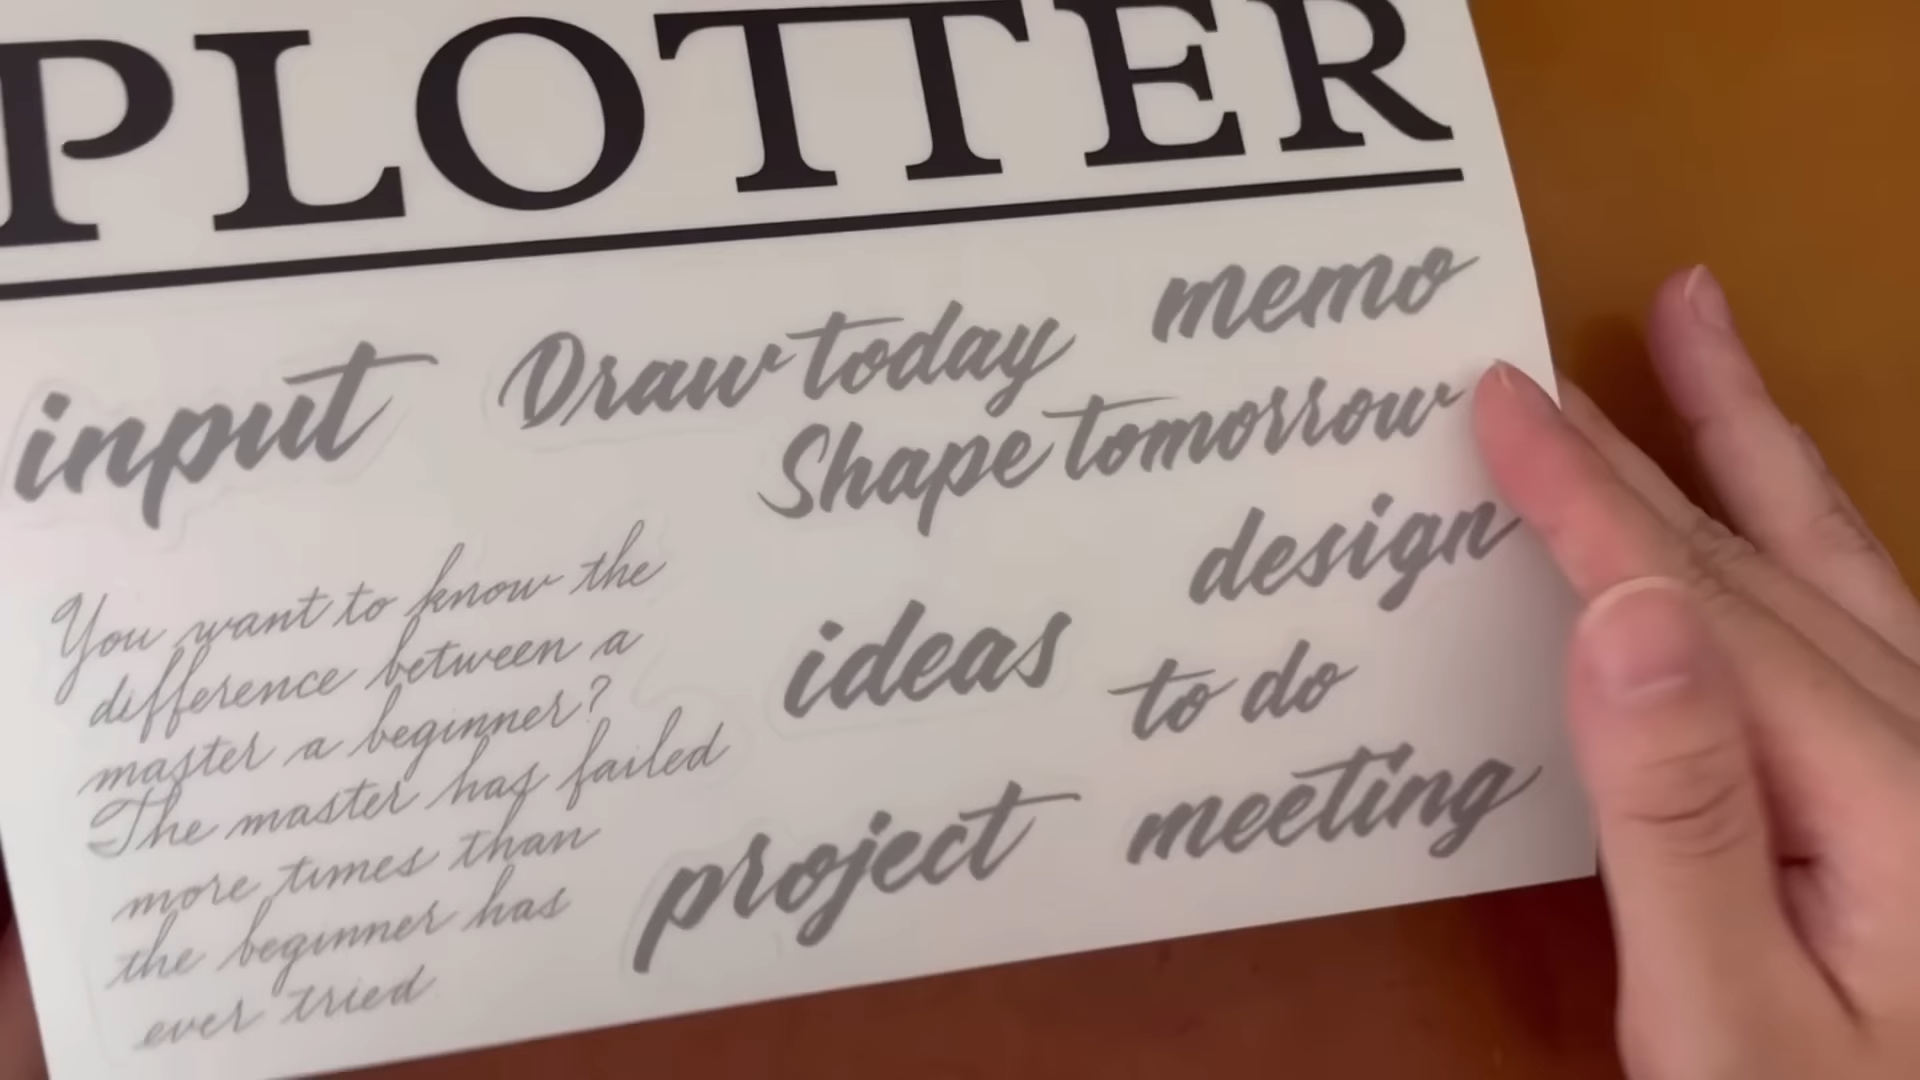 PLOTTER
input
Draw today
Shape tomorrow
memo
design
You want to know the
difference between a
master a beginner?
The master has failed
more times than
the beginner has
ever tried
ideas
to do
project
meeting